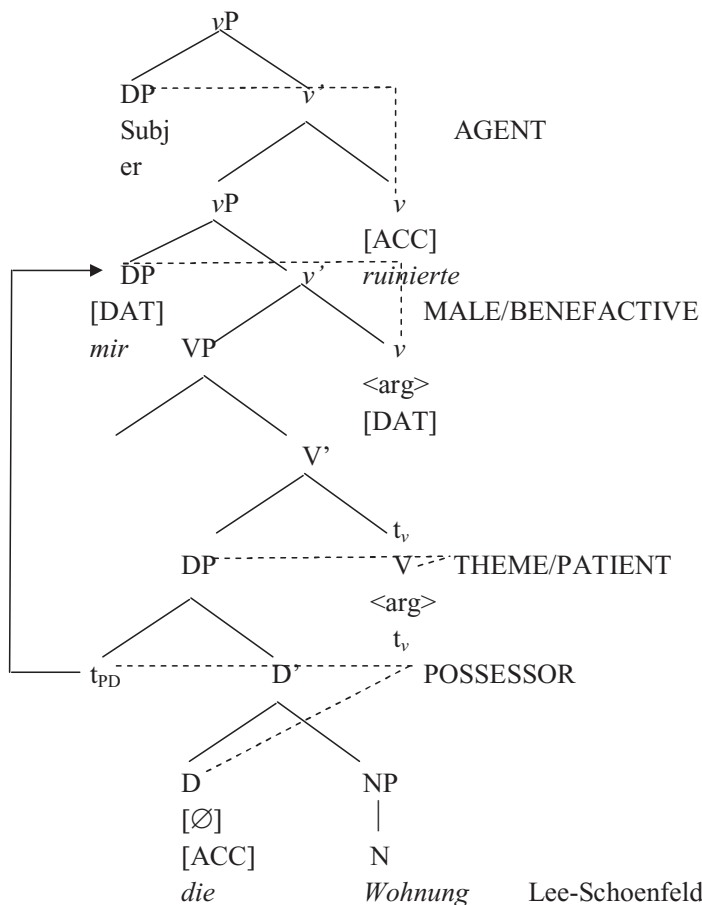 vP
DP v'
Subj AGENT
er
vP v
[ACC]
DP v' ruinierte
[DAT] MALE/BENEFACTIVE
mir VP v
<arg>
[DAT]
V’
tv
DP V THEME/PATIENT
<arg>
tv
tPD D’ POSSESSOR
D NP
[∅]
[ACC] N
die Wohnung Lee-Schoenfeld